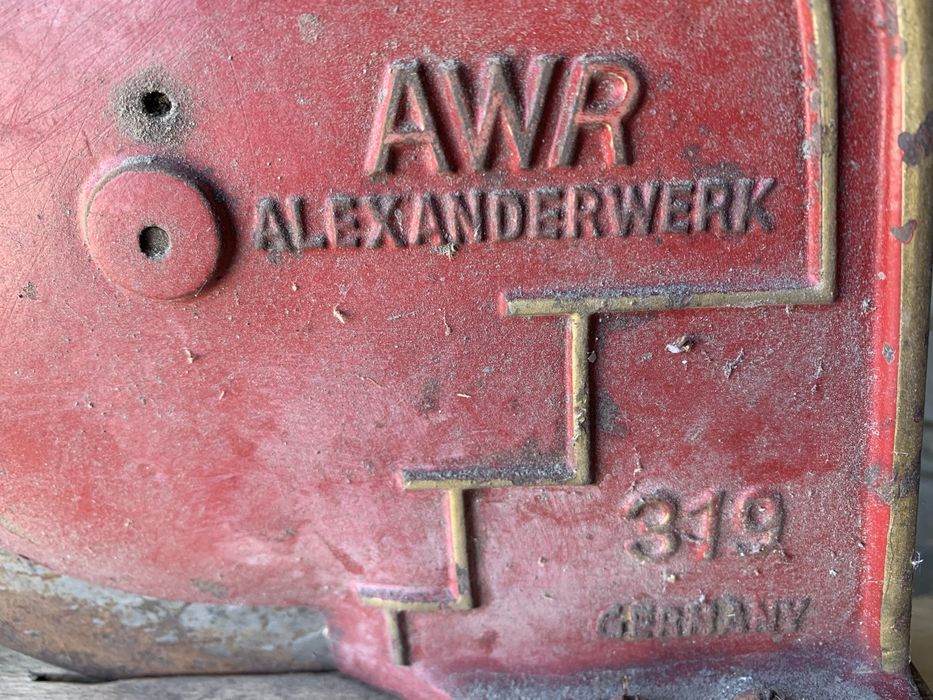 AWR
ALEXANDERWERK
319
GERMANY